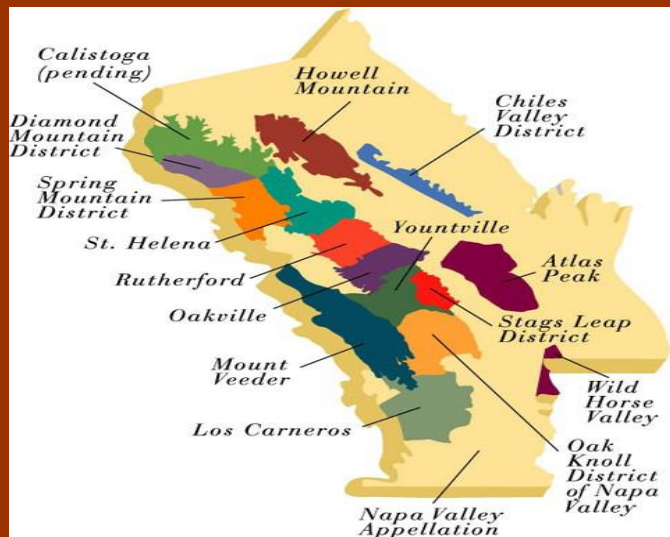 Calistoga
(pending)
Howell
Mountain
Chiles
Valley
District
Diamond
Mountain
District
Spring
Mountain
District
St. Helena
Yountville
Rutherford
Atlas
Peak
Oakville
Stags Leap
District
Mount
Veeder
Wild
Horse
Valley
Los Carneros
Oak
Knoll
District
of Napa
Valley
Napa Valley
Appellation